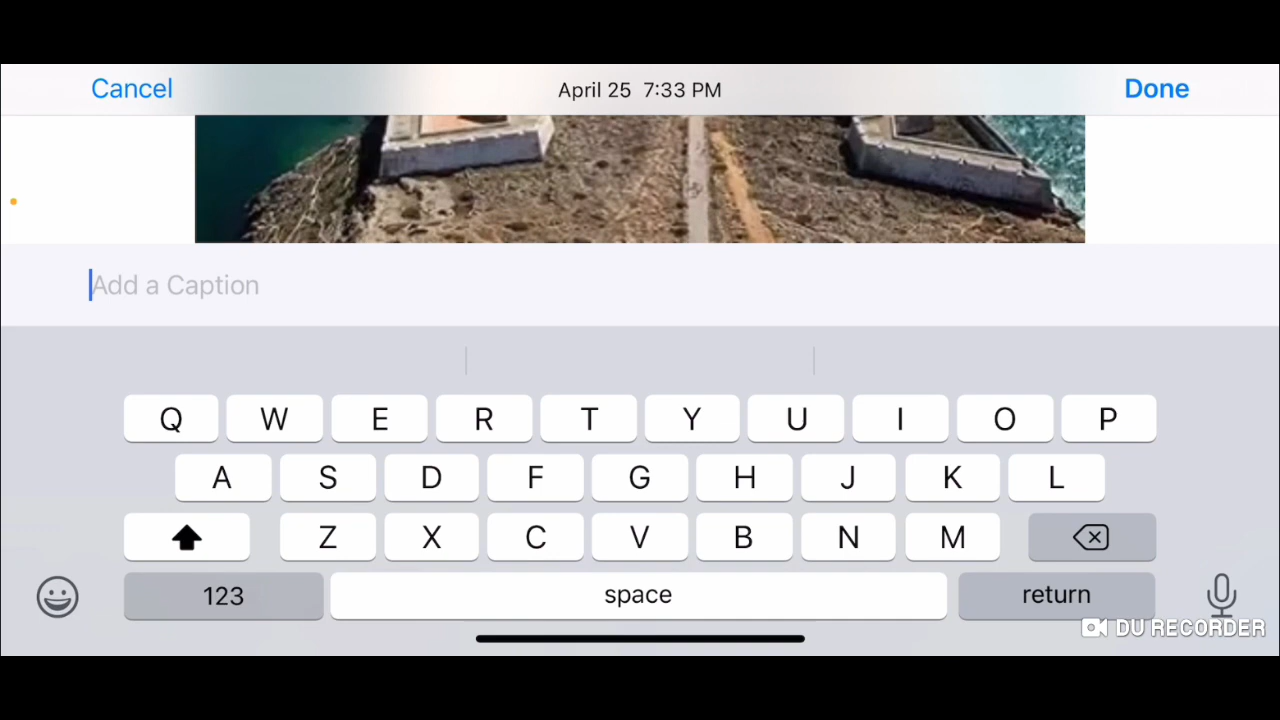 Cancel April 25 7:33 PM Done
Add a Caption
Q W E R T Y U I O P
A S D F G H J K L
Z X C V B N M
123 space return
DU RECORDER